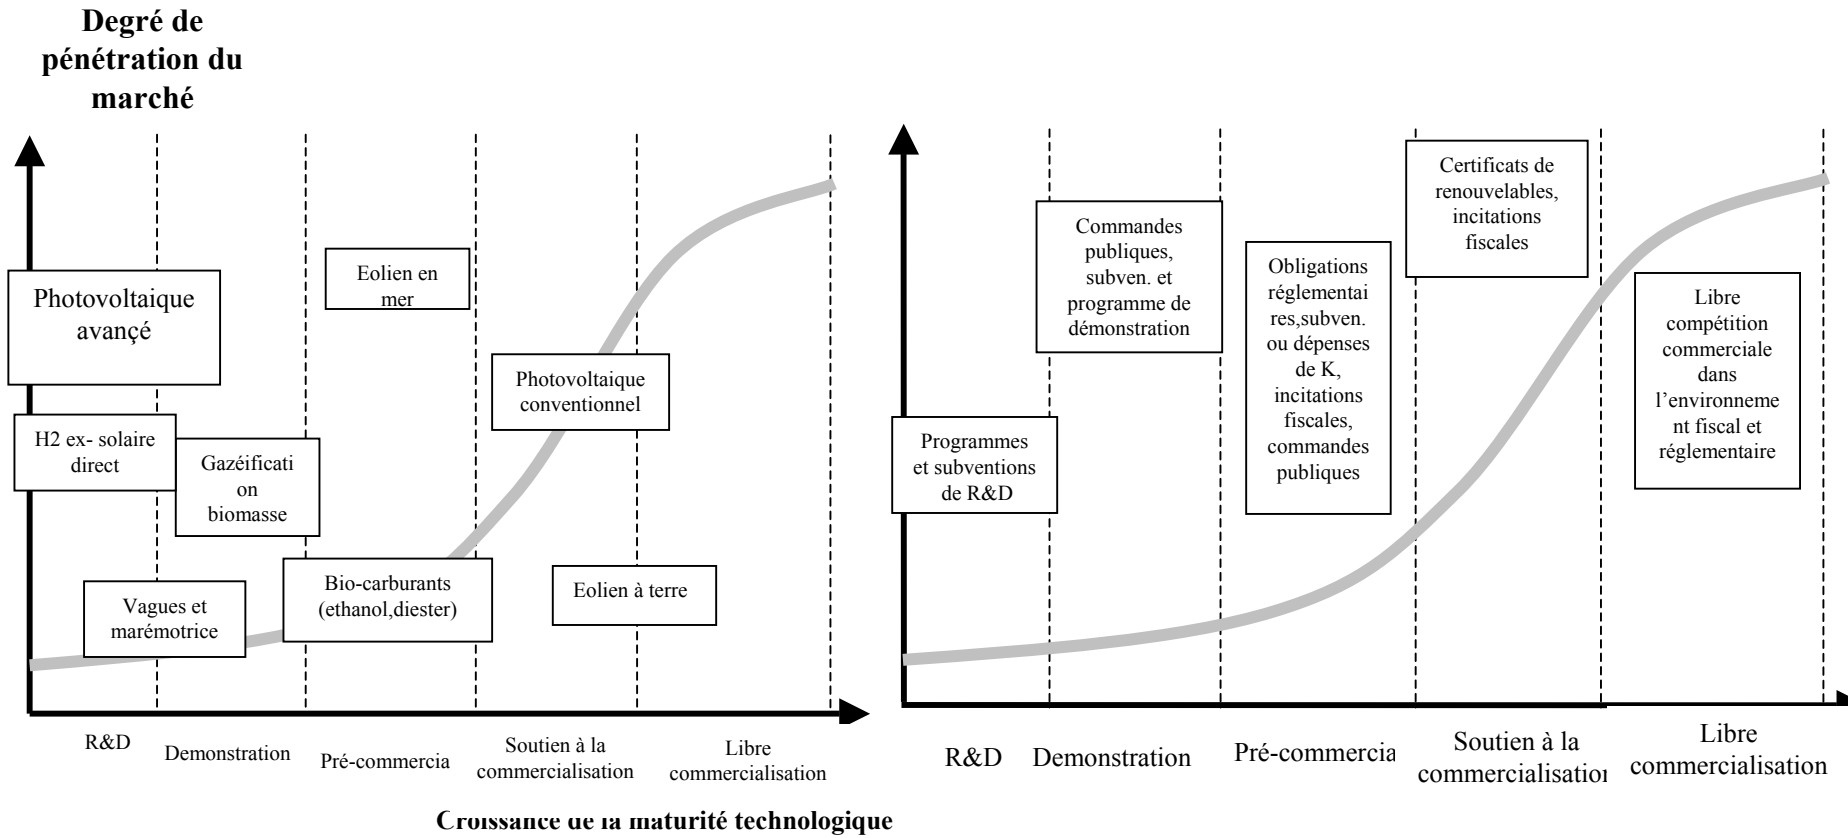 Degré de
pénétration du
marché
Photovoltaique
avançé
H2 ex- solaire
direct
Gazéificati
on
biomasse
Vagues et
marémotrice
Eolien en
mer
Bio-carburants
(ethanol,diester)
Photovoltaique
conventionnel
Eolien à terre
R&D
Demonstration
Pré-commercia
Soutien à la
commercialisation
Libre
commercialisation
Croissance de la maturité technologique
Programmes
et subventions
de R&D
Commandes
publiques,
subven. et
programme de
démonstration
Obligations
réglementai
res,subven.
ou dépenses
de K,
incitations
fiscales,
commandes
publiques
Certificats de
renouvelables,
incitations
fiscales
Libre
compétition
commerciale
dans
l’environneme
nt fiscal et
réglementaire
R&D
Demonstration
Pré-commercia
Soutien à la
commercialisation
Libre
commercialisation